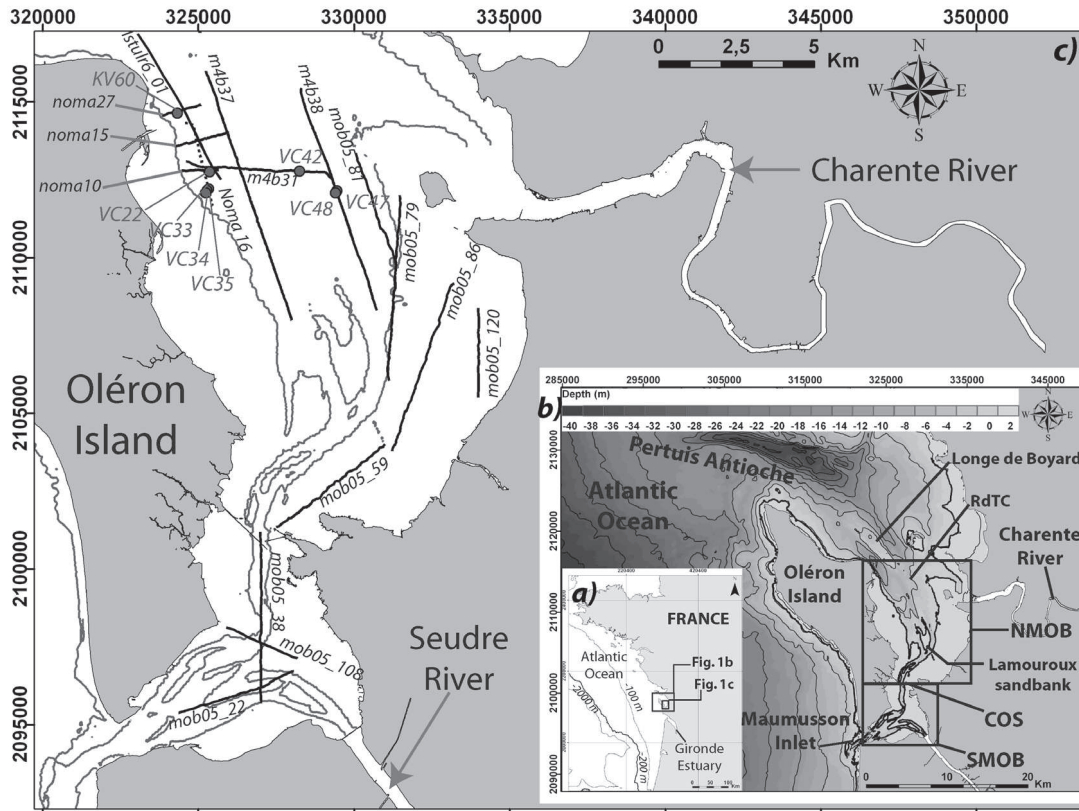 320000 325000 330000 335000 340000 345000 350000
2115000
2110000
2105000
2100000
2095000
c)
0 2,5 5
Km
N
W E
S
lstulr6_01
m4b37
m4b38
mob05_81
KV60
noma27
noma15
VC42
noma10
m4b31
VC22
VC33
Noma16
VC48
VC47
mob05_79
VC34
VC35
mob05_86
mob05_120
Charente River
Oléron
Island
mob05_59
mob05_38
mob05_108
mob05_22
Seudre
River
b)
285000 295000 305000 315000 325000 335000 345000
Depth (m)
-40 -38 -36 -34 -32 -30 -28 -26 -24 -22 -20 -18 -16 -14 -12 -10 -8 -6 -4 -2 0 2
N
W E
S
2130000
2120000
2110000
2100000
2090000
Pertuis Antioche
Longe de Boyard
Atlantic
Ocean
RdTC
Charente
River
Oléron
Island
NMOB
Lamouroux
sandbank
COS
Maumusson
Inlet
SMOB
0 10 20
Km
a)
N
FRANCE
Atlantic
Ocean
Fig.1b
Fig.1c
-100 m
-2000 m
-200 m
Gironde
Estuary
0 50 100
Km